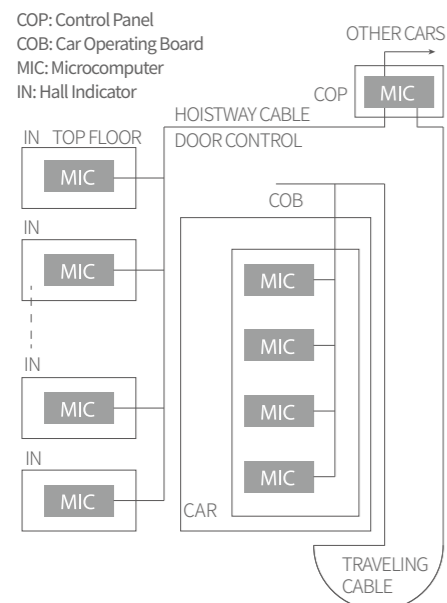 COP: Control Panel
COB: Car Operating Board
MIC: Microcomputer
IN: Hall Indicator
OTHER CARS
COP
MIC
HOISTWAY CABLE
DOOR CONTROL
IN TOP FLOOR
MIC
IN
MIC
IN
MIC
IN
MIC
COB
MIC
MIC
MIC
MIC
CAR
TRAVELING
CABLE